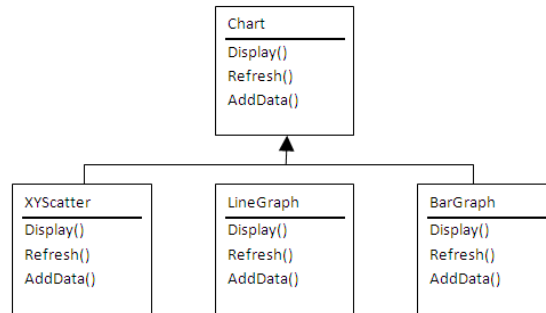 Chart
Display()
Refresh()
AddData()
XYScatter
Display()
Refresh()
AddData()
LineGraph
Display()
Refresh()
AddData()
BarGraph
Display()
Refresh()
AddData()